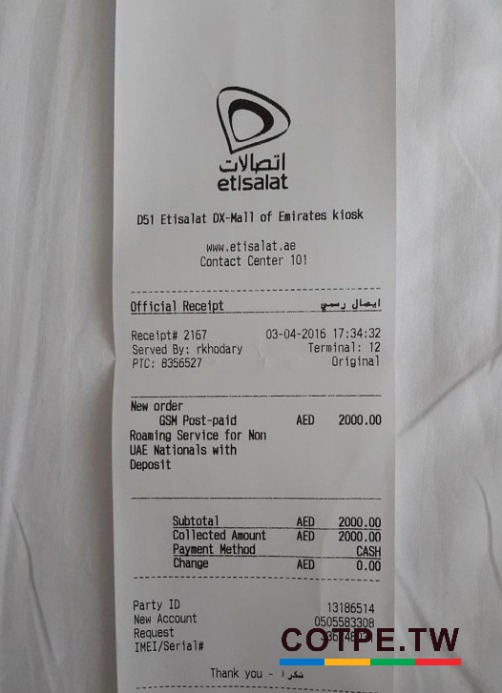 اتصالات
etisalat
D51 Etisalat DX-Mall of Emirates kiosk
www.etisalat.ae
Contact Center 101
Official Receipt ايصال رسمي
Receipt# 2167 03-04-2016 17:34:32
Served By: rkhodary Terminal: 12
PTC: 8356527 Original
New order
GSM Post-paid AED 2000.00
Roaming Service for Non
UAE Nationals with
Deposit
Subtotal AED 2000.00
Collected Amount AED 2000.00
Payment Method CASH
Change AED 0.00
Party ID 13186514
New Account 0505583308
Request
IMEI/Serial#
COTPE.TW
Thank you - شكرا